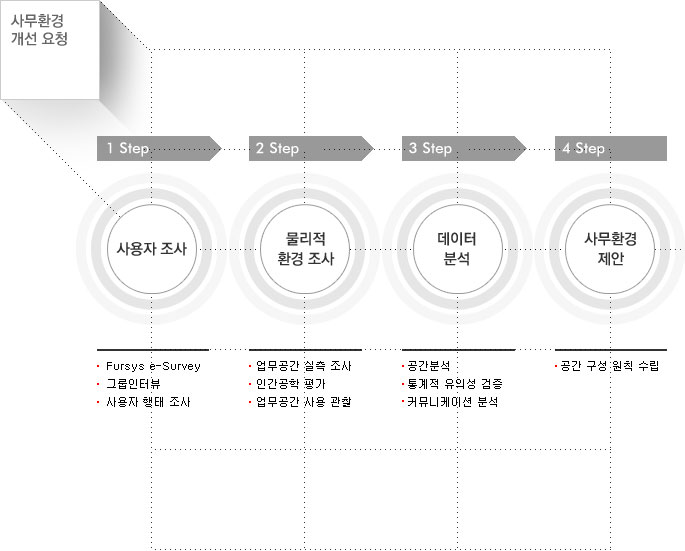 사무환경
개선 요청
1 Step
2 Step
3 Step
4 Step
사용자 조사
물리적
환경 조사
데이터
분석
사무환경
제안
Fursys e-Survey
그룹인터뷰
사용자 행태 조사
업무공간 실측 조사
인간공학 평가
업무공간 사용 관찰
공간분석
통계적 유의성 검증
커뮤니케이션 분석
공간 구성 원칙 수립